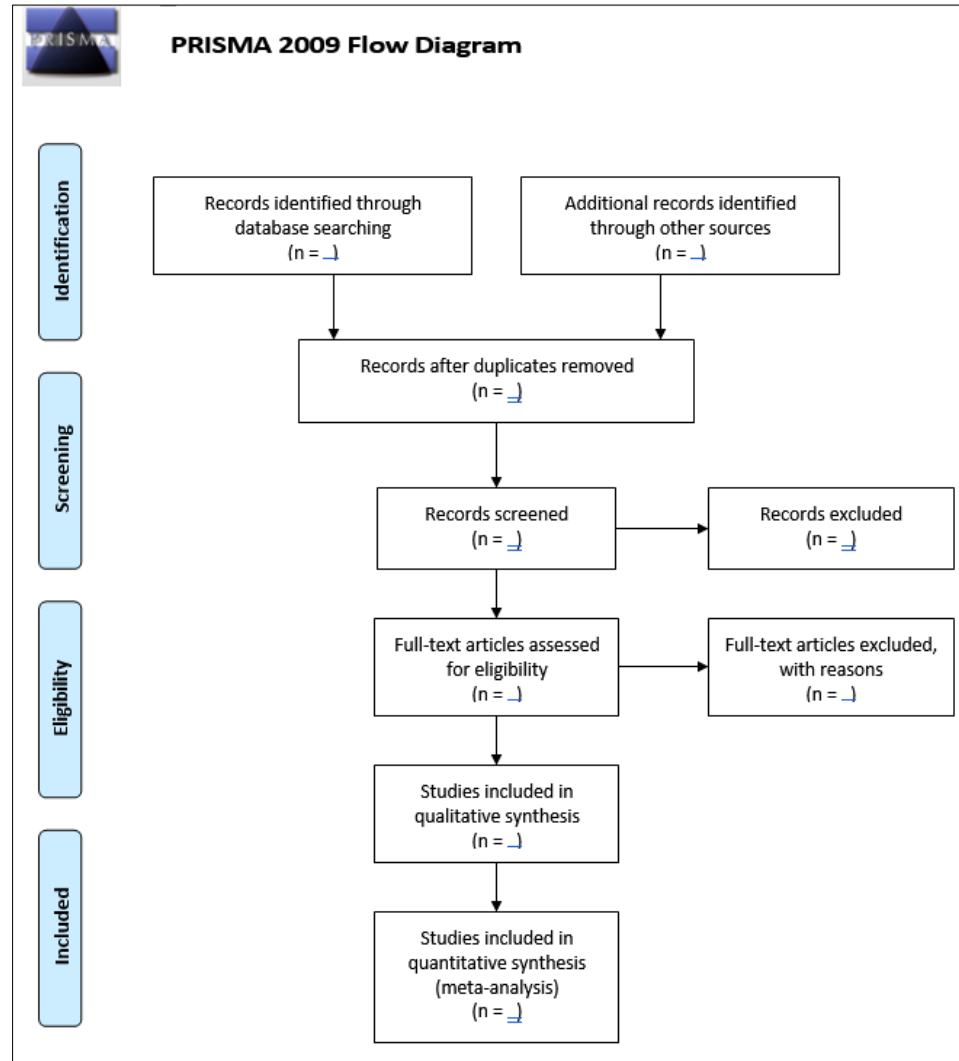 PRISMA
PRISMA 2009 Flow Diagram
Identification
Records identified through
database searching
(n = _)
Additional records identified
through other sources
(n = _)
Records after duplicates removed
(n = _)
Screening
Records screened
(n = _)
Records excluded
(n = _)
Eligibility
Full-text articles assessed
for eligibility
(n = _)
Full-text articles excluded,
with reasons
(n = _)
Studies included in
qualitative synthesis
(n = _)
Included
Studies included in
quantitative synthesis
(meta-analysis)
(n = _)